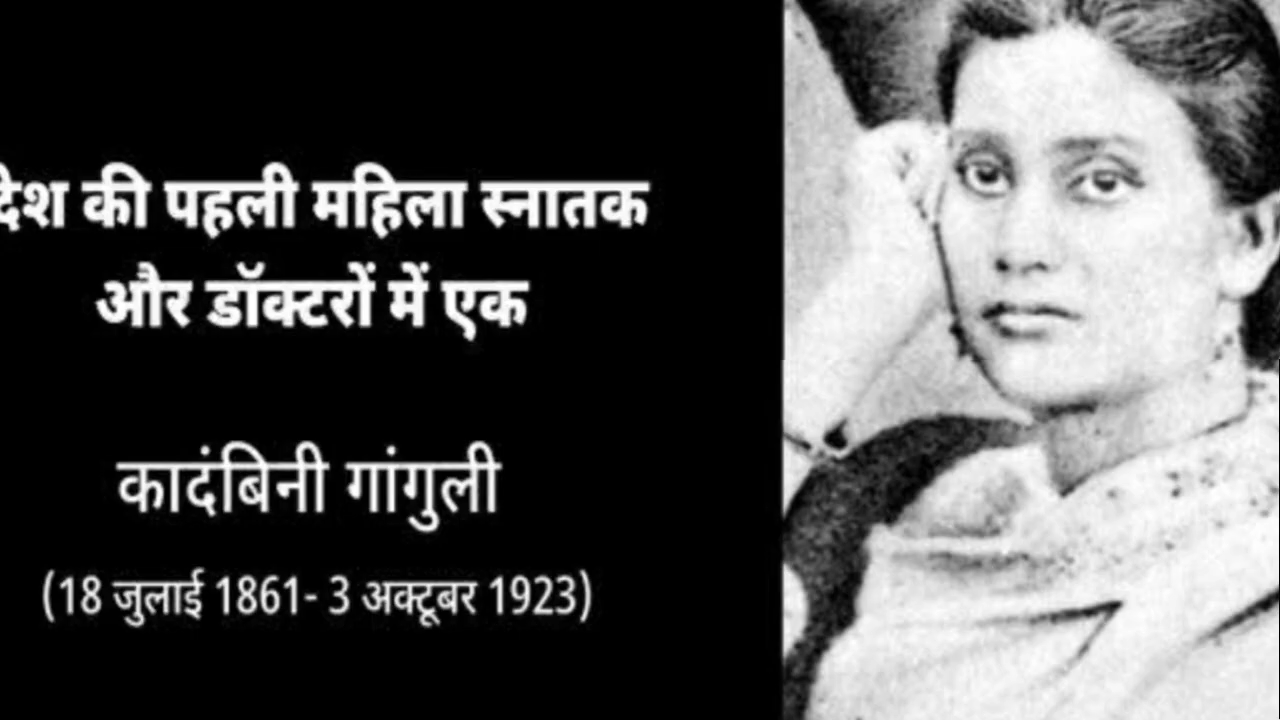 देश की पहली महिला स्नातक
और डॉक्टरों में एक
कादंबिनी गांगुली
(18 जुलाई 1861- 3 अक्टूबर 1923)